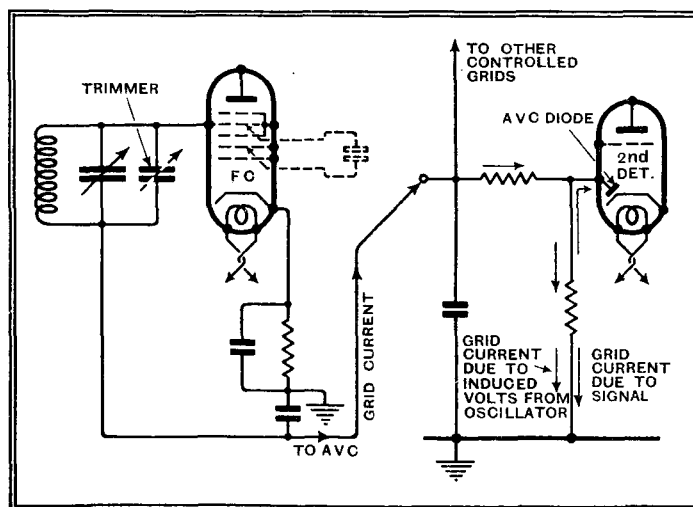 TRIMMER
FC
TO AVC
GRID CURRENT
TO OTHER
CONTROLLED
GRIDS
AVC DIODE
2nd
DET.
GRID
CURRENT
DUE TO
INDUCED
VOLTS FROM
OSCILLATOR
GRID
CURRENT
DUE TO
SIGNAL